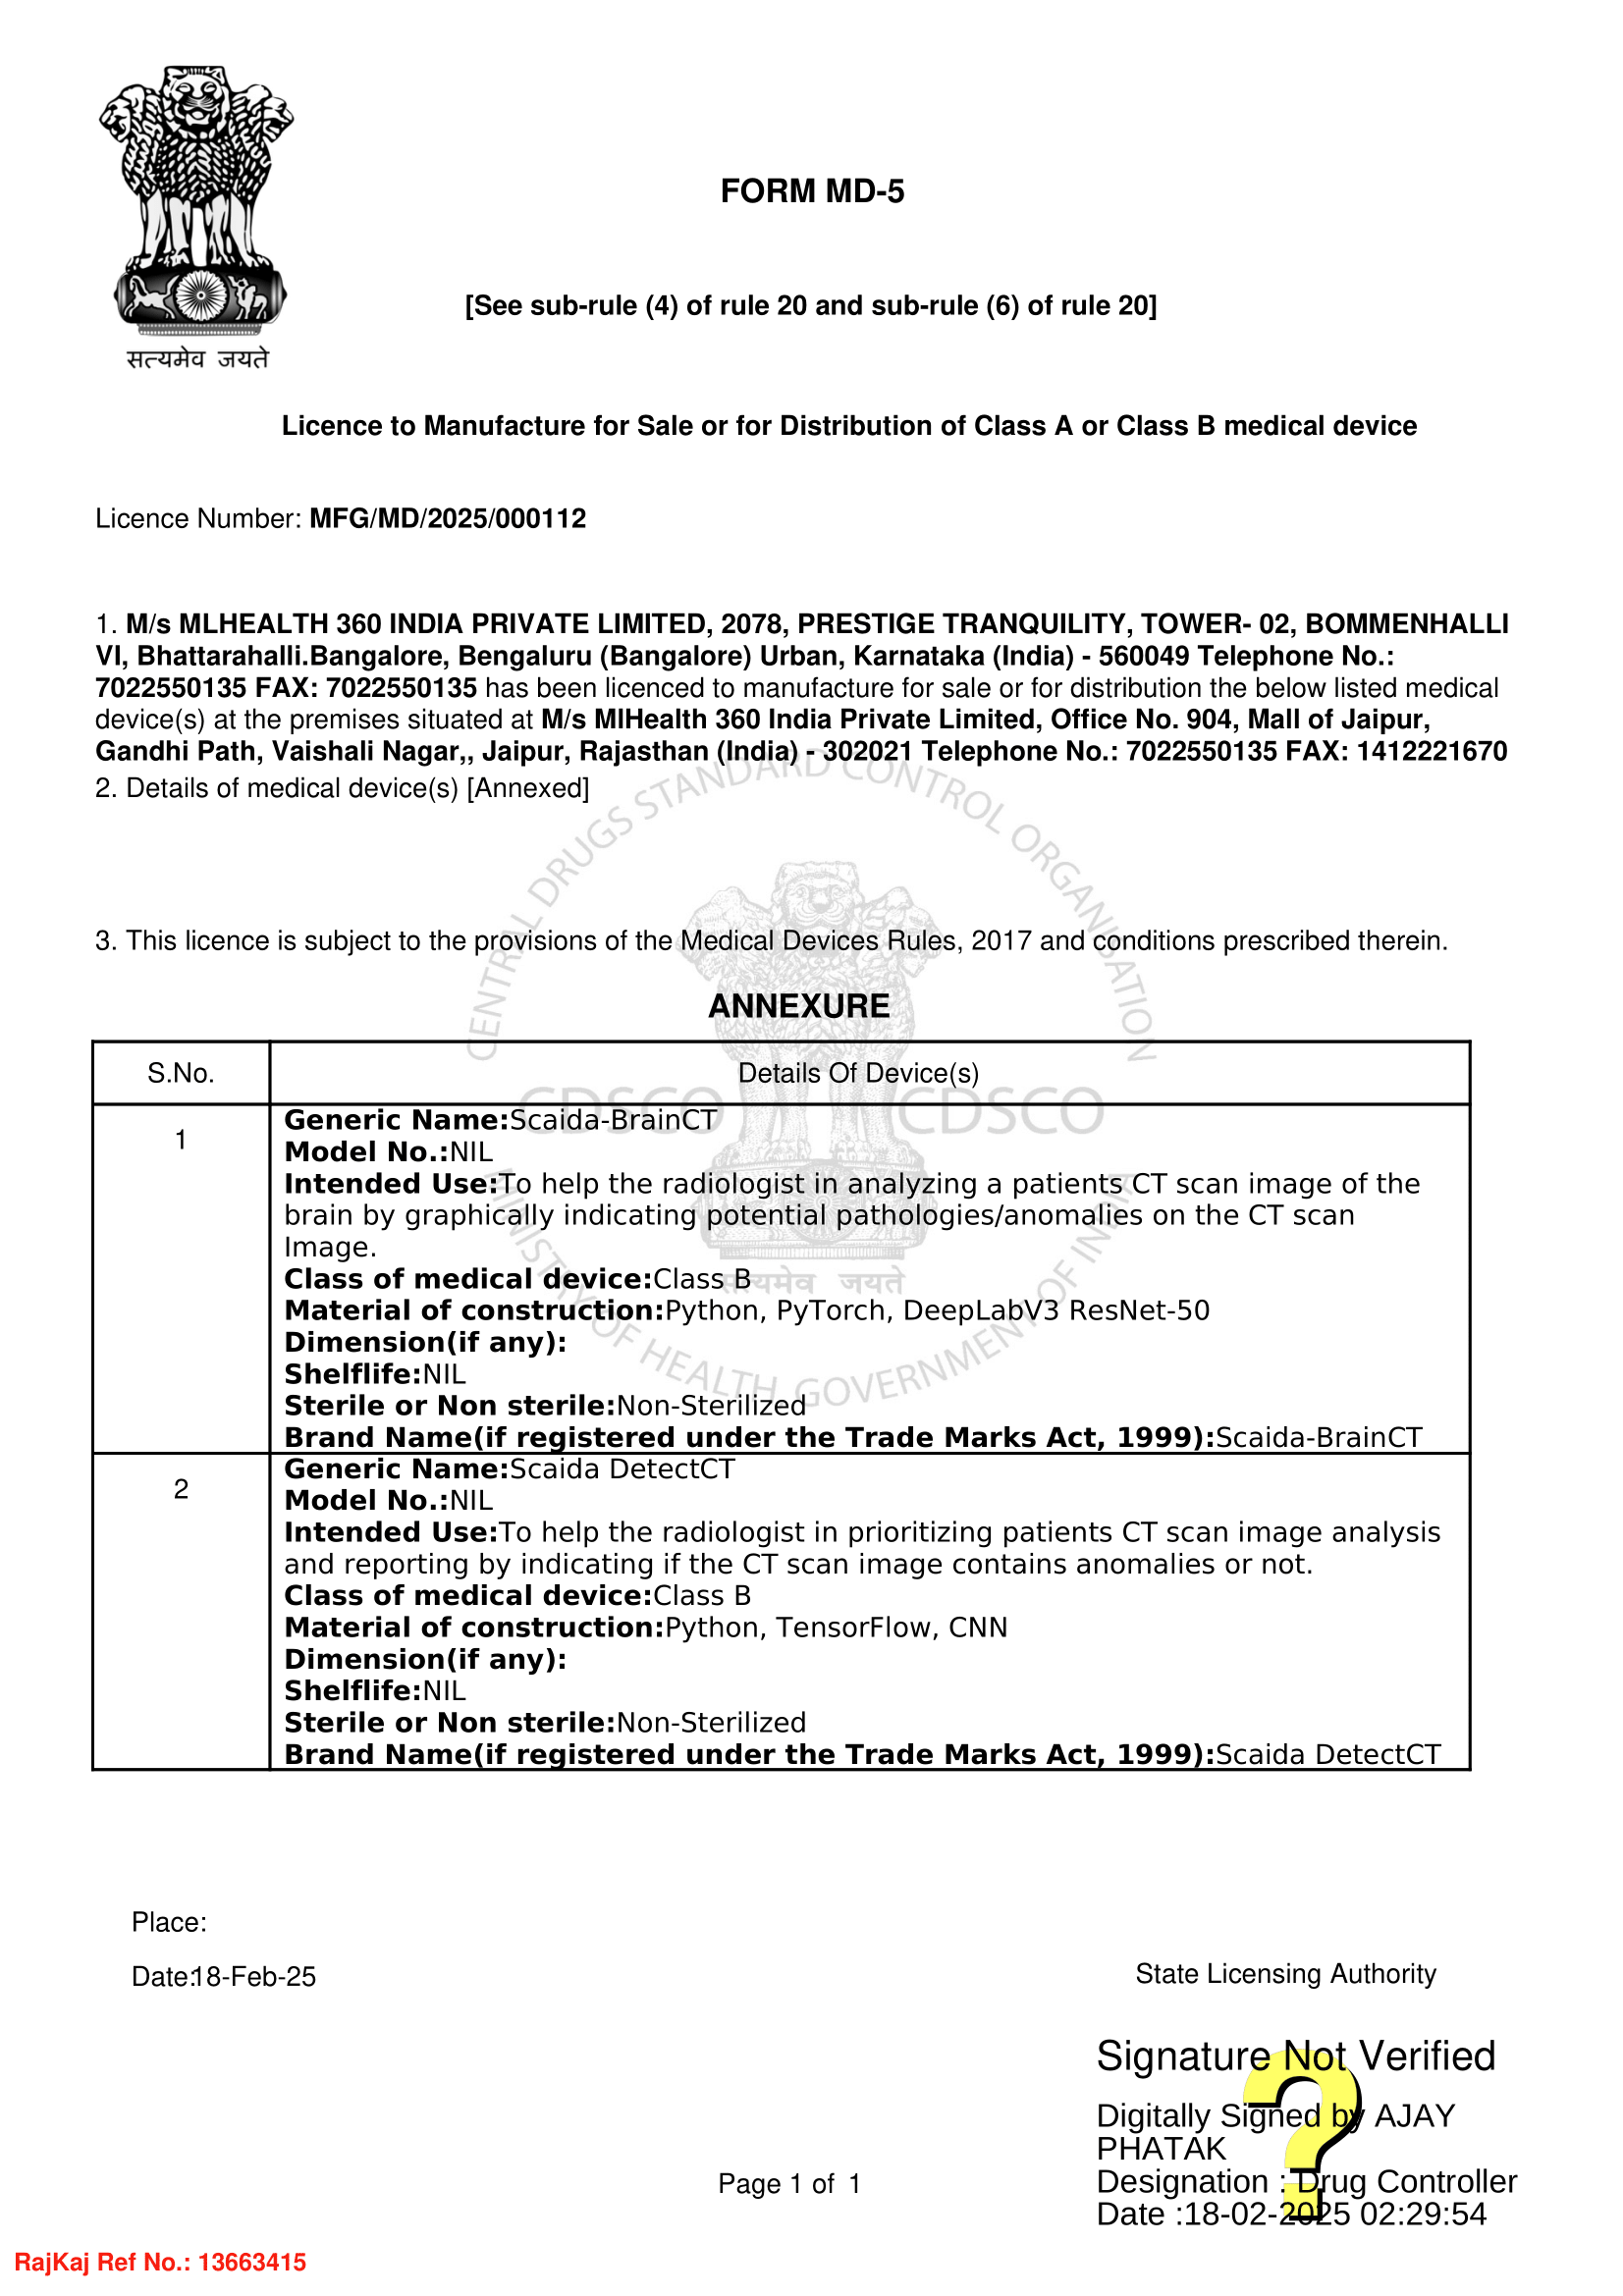 सत्यमेव जयते
FORM MD-5
[See sub-rule (4) of rule 20 and sub-rule (6) of rule 20]
Licence to Manufacture for Sale or for Distribution of Class A or Class B medical device
Licence Number: MFG/MD/2025/000112
1. M/s MLHEALTH 360 INDIA PRIVATE LIMITED, 2078, PRESTIGE TRANQUILITY, TOWER- 02, BOMMENHALLI
VI, Bhattarahalli.Bangalore, Bengaluru (Bangalore) Urban, Karnataka (India) - 560049 Telephone No.:
7022550135 FAX: 7022550135 has been licenced to manufacture for sale or for distribution the below listed medical
device(s) at the premises situated at M/s MlHealth 360 India Private Limited, Office No. 904, Mall of Jaipur,
Gandhi Path, Vaishali Nagar,, Jaipur, Rajasthan (India) - 302021 Telephone No.: 7022550135 FAX: 1412221670
2. Details of medical device(s) [Annexed]
CENTRAL DRUGS STANDARD CONTROL ORGANISATION
3. This licence is subject to the provisions of the Medical Devices Rules, 2017 and conditions prescribed therein.
ANNEXURE
S.No. Details Of Device(s)
CDSCO CDSCO
1 Generic Name:Scaida-BrainCT
Model No.:NIL
Intended Use:To help the radiologist in analyzing a patients CT scan image of the
brain by graphically indicating potential pathologies/anomalies on the CT scan
Image.
Class of medical device:Class B
सत्यमेव जयते
Material of construction:Python, PyTorch, DeepLabV3 ResNet-50
Dimension(if any):
Shelflife:NIL
MINISTRY OF HEALTH, GOVERNMENT OF INDIA
Sterile or Non sterile:Non-Sterilized
Brand Name(if registered under the Trade Marks Act, 1999):Scaida-BrainCT
2 Generic Name:Scaida DetectCT
Model No.:NIL
Intended Use:To help the radiologist in prioritizing patients CT scan image analysis
and reporting by indicating if the CT scan image contains anomalies or not.
Class of medical device:Class B
Material of construction:Python, TensorFlow, CNN
Dimension(if any):
Shelflife:NIL
Sterile or Non sterile:Non-Sterilized
Brand Name(if registered under the Trade Marks Act, 1999):Scaida DetectCT
Place:
Date:18-Feb-25
State Licensing Authority
Signature Not Verified
Digitally Signed by AJAY
PHATAK
Designation : Drug Controller
Date :18-02-2025 02:29:54
?
Page 1 of 1
RajKaj Ref No.: 13663415